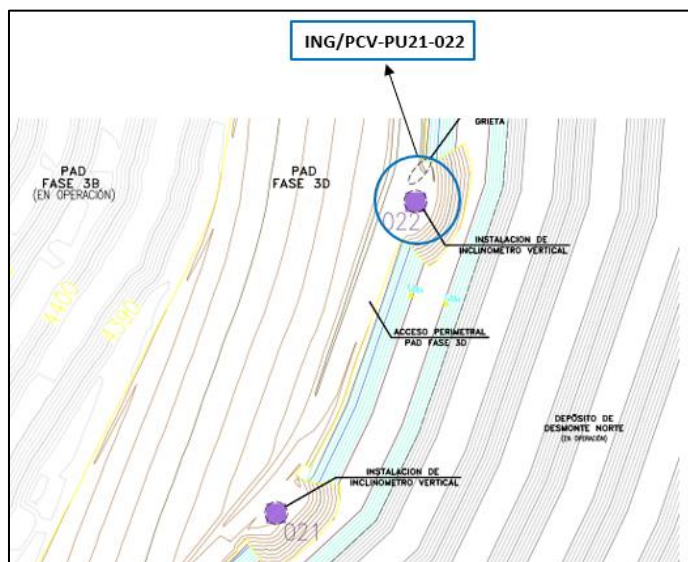 ING/PCV-PU21-022
GRIETA
PAD
FASE 3B
(EN OPERACIÓN)
PAD
FASE 3D
022
INSTALACION DE
INCLINOMETRO VERTICAL
4400
4390
ACCESO PERIMETRAL
PAD FASE 3D
DEPÓSITO DE
DESMONTE NORTE
(EN OPERACIÓN)
INSTALACION DE
INCLINOMETRO VERTICAL
021